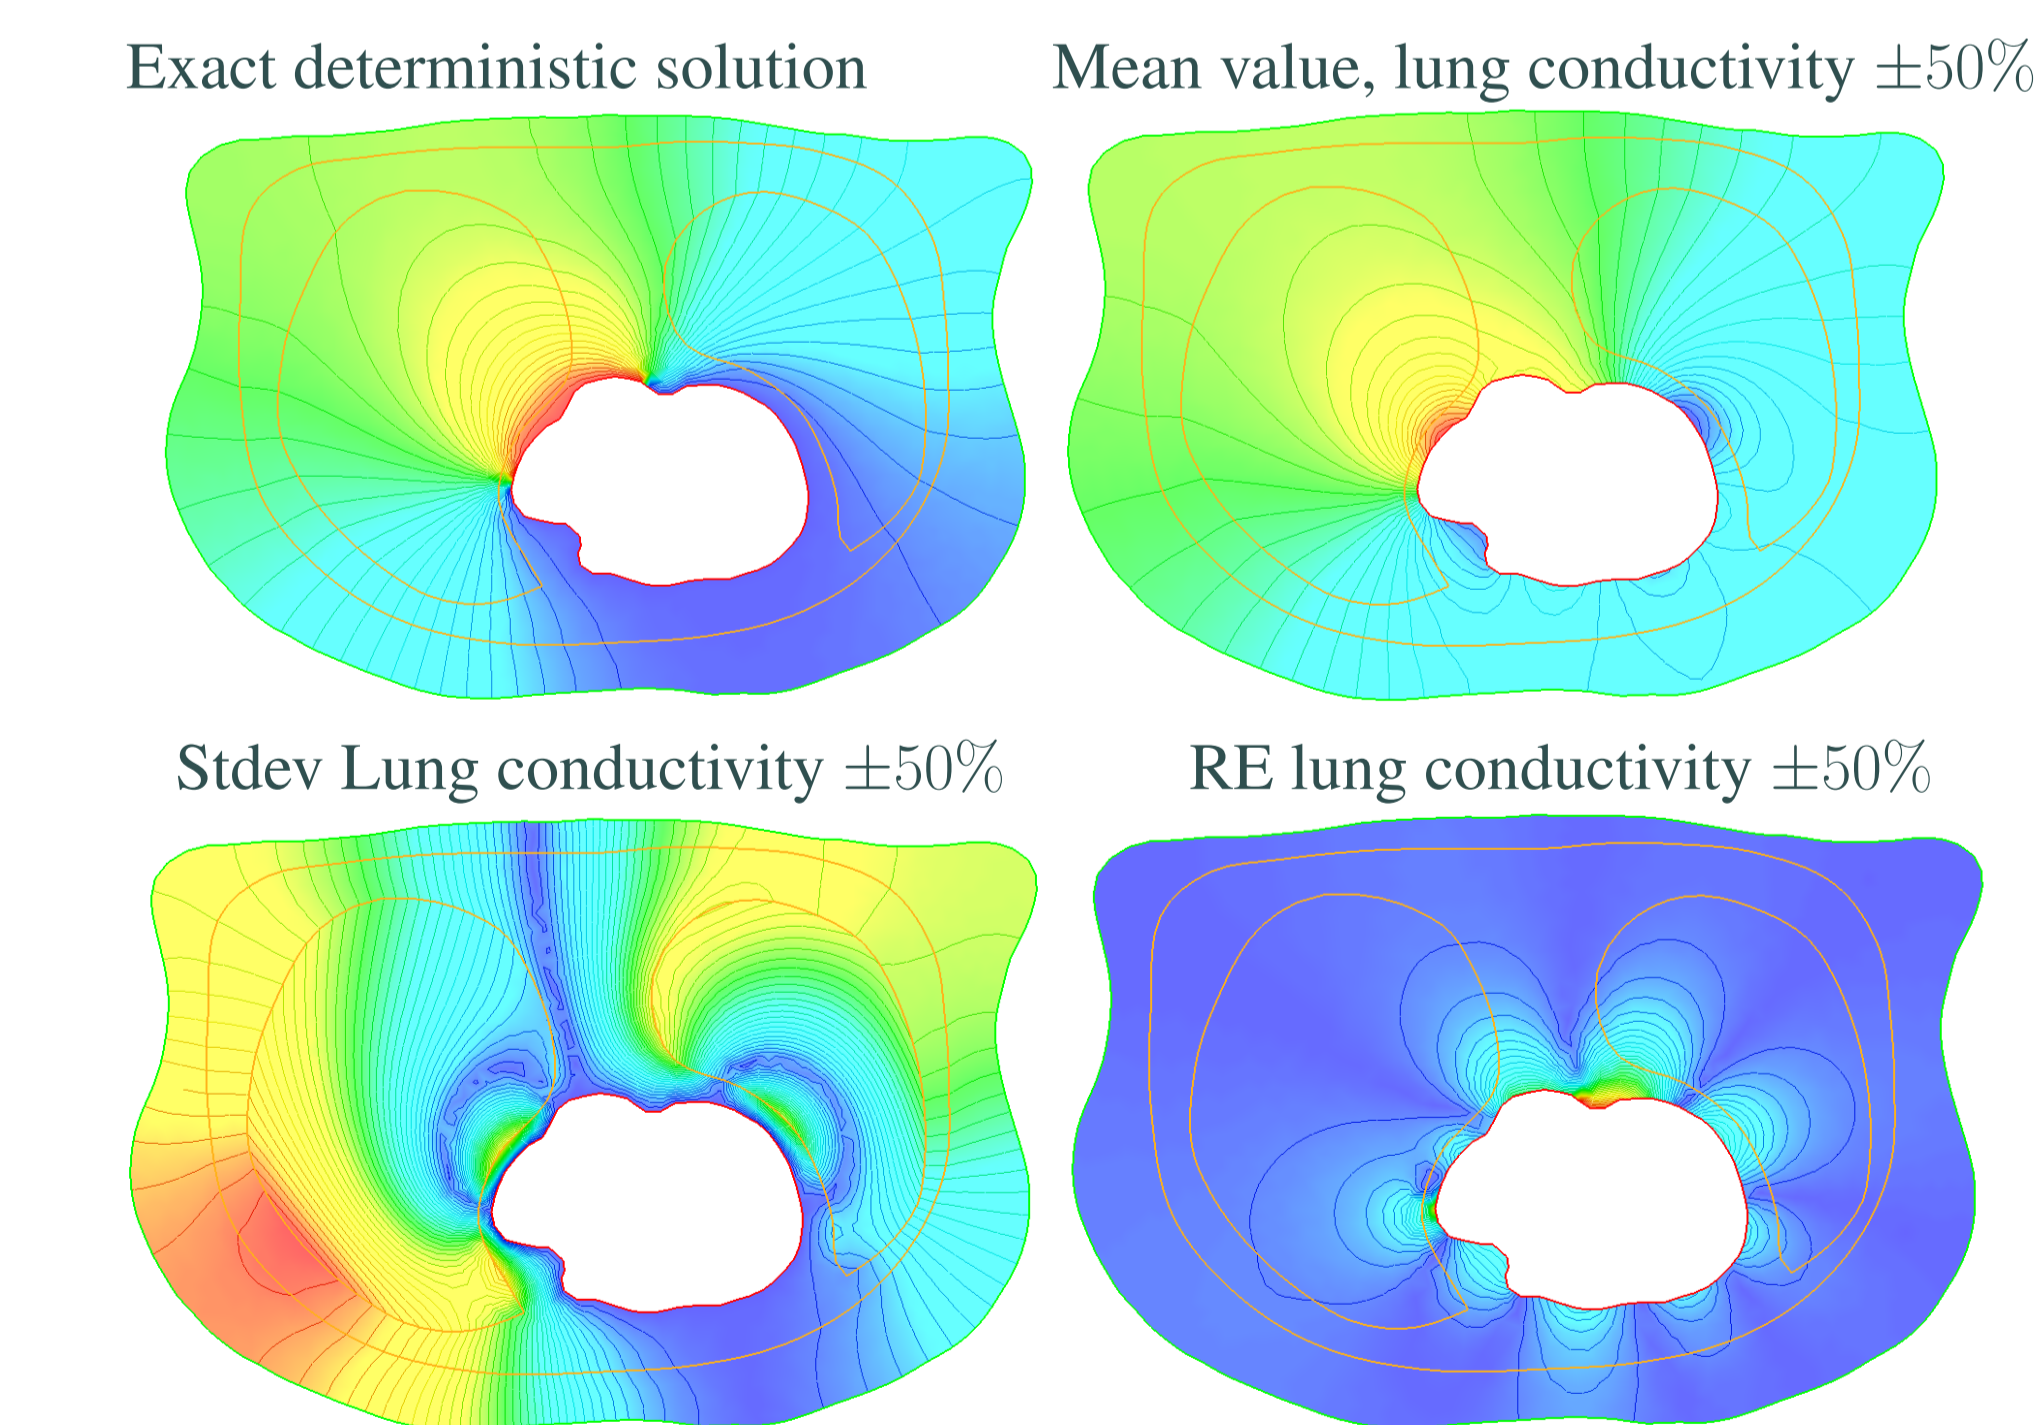 Exact deterministic solution
Mean value, lung conductivity ±50%
Stdev Lung conductivity ±50%
RE lung conductivity ±50%